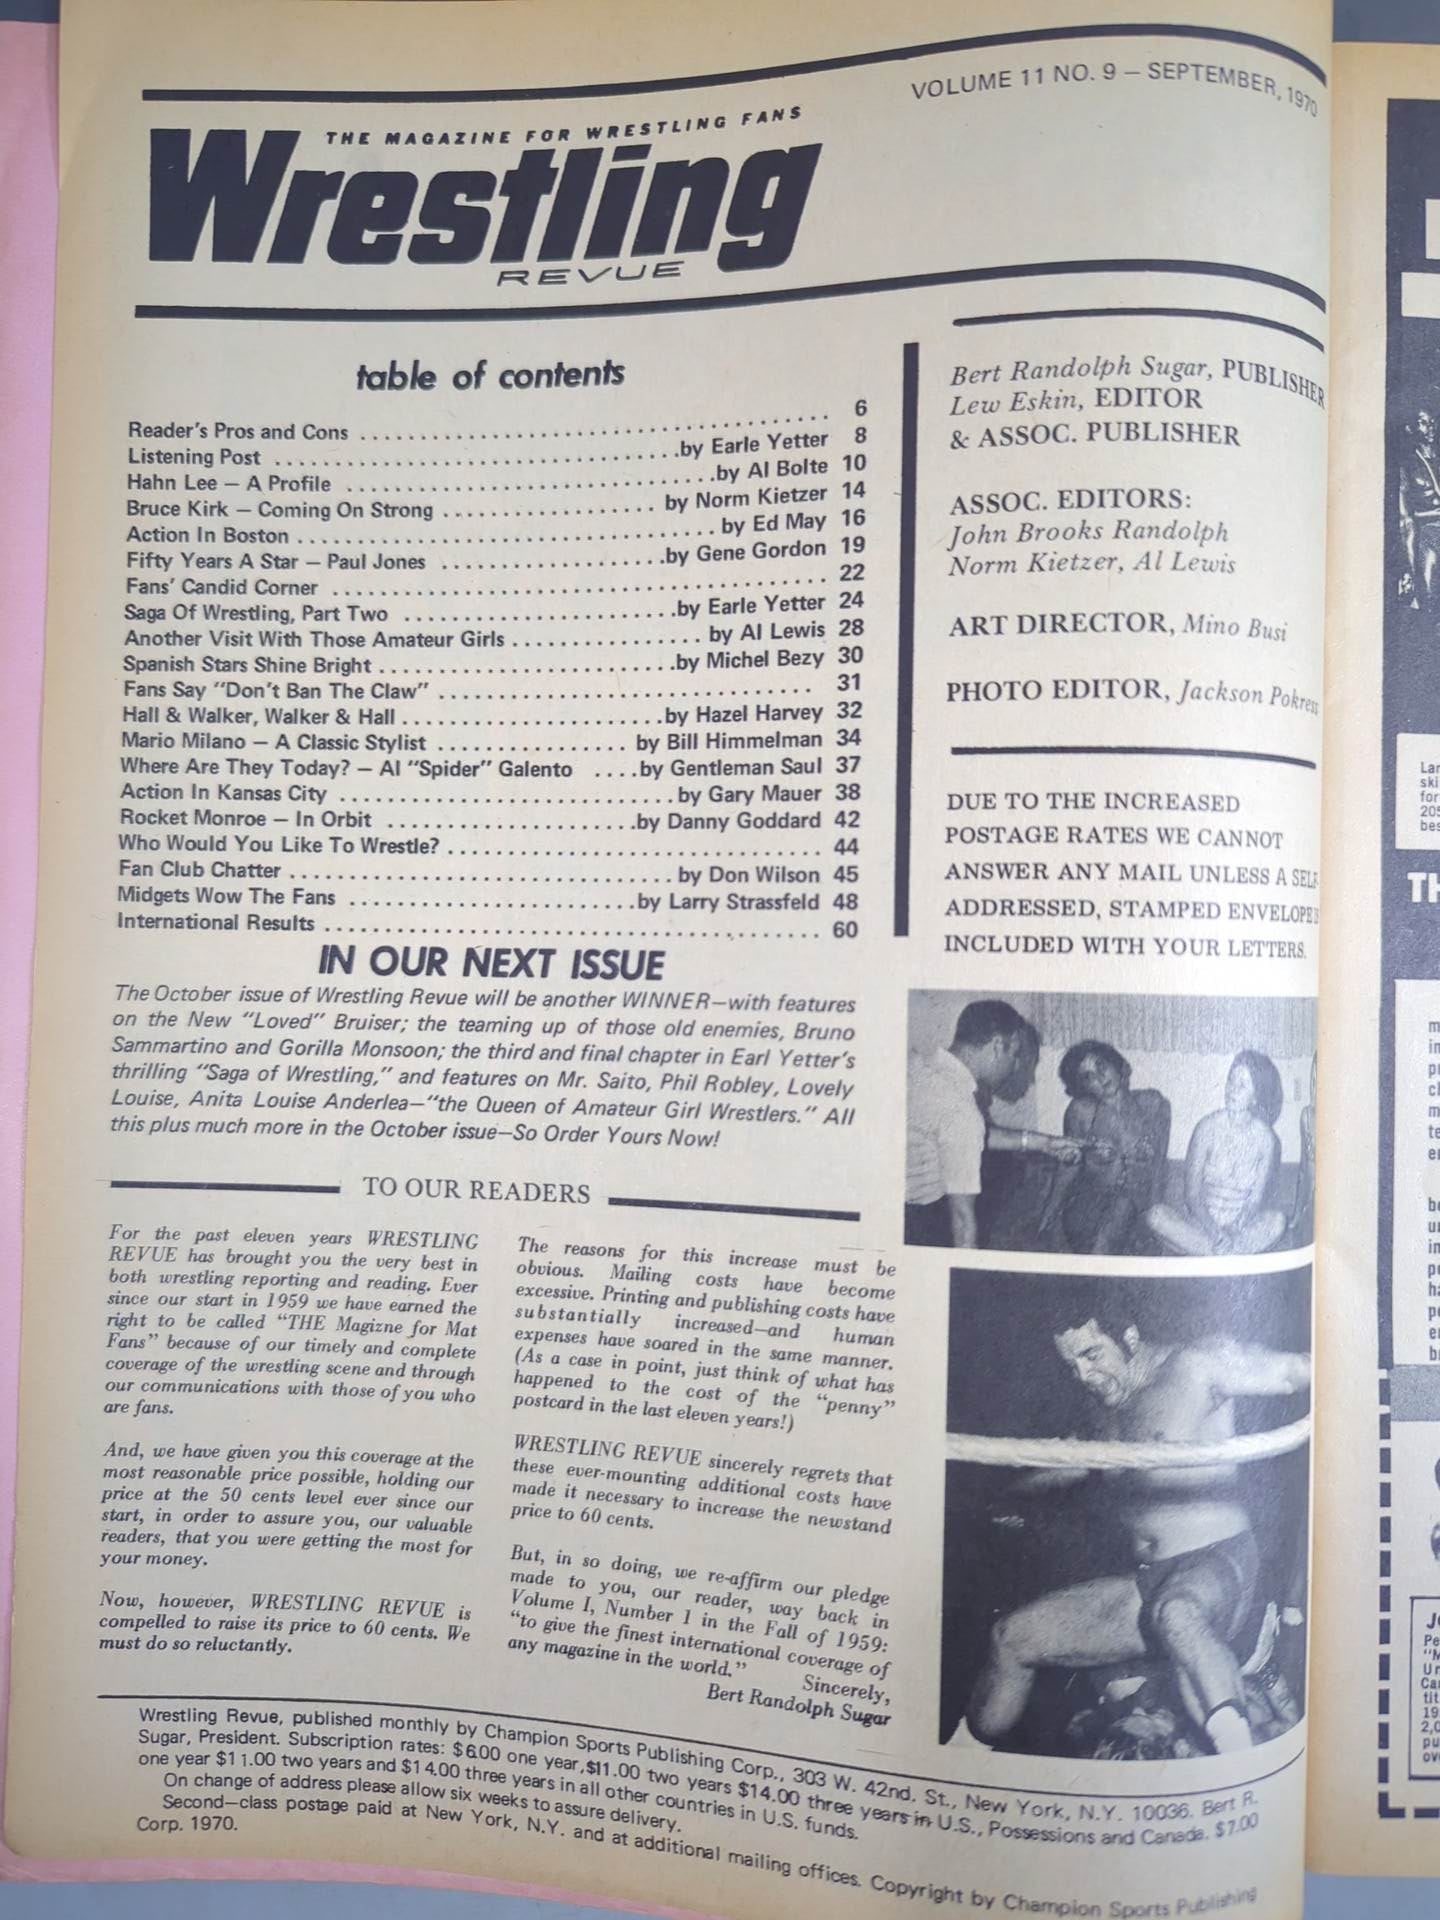 VOLUME 11 NO. 9 – SEPTEMBER, 1970
THE MAGAZINE FOR WRESTLING FANS
Wrestling
REVUE
table of contents
Reader's Pros and Cons . . . . . . . . . . . . . . . . . . . . 6
Listening Post . . . . . . . . . . by Earle Yetter 8
Hahn Lee – A Profile . . . . . . . . . . by Al Bolte 10
Bruce Kirk – Coming On Strong . . . . . . . . . . by Norm Kietzer 14
Action In Boston . . . . . . . . . . by Ed May 16
Fifty Years A Star – Paul Jones . . . . . . . . . . by Gene Gordon 19
Fans' Candid Corner . . . . . . . . . . 22
Saga Of Wrestling, Part Two . . . . . . . . . . by Earle Yetter 24
Another Visit With Those Amateur Girls . . . . . . . . . . by Al Lewis 28
Spanish Stars Shine Bright . . . . . . . . . . by Michel Bezy 30
Fans Say "Don't Ban The Claw" . . . . . . . . . . 31
Hall & Walker, Walker & Hall . . . . . . . . . . by Hazel Harvey 32
Mario Milano – A Classic Stylist . . . . . . . . . . by Bill Himmelman 34
Where Are They Today? – Al "Spider" Galento . . . . by Gentleman Saul 37
Action In Kansas City . . . . . . . . . . by Gary Mauer 38
Rocket Monroe – In Orbit . . . . . . . . . . by Danny Goddard 42
Who Would You Like To Wrestle? . . . . . . . . . . 44
Fan Club Chatter . . . . . . . . . . by Don Wilson 45
Midgets Wow The Fans . . . . . . . . . . by Larry Strassfeld 48
International Results . . . . . . . . . . 60
IN OUR NEXT ISSUE
The October issue of Wrestling Revue will be another WINNER—with features
on the New "Loved" Bruiser; the teaming up of those old enemies, Bruno
Sammartino and Gorilla Monsoon; the third and final chapter in Earl Yetter's
thrilling "Saga of Wrestling," and features on Mr. Saito, Phil Robley, Lovely
Louise, Anita Louise Anderlea—"the Queen of Amateur Girl Wrestlers." All
this plus much more in the October issue—So Order Yours Now!
TO OUR READERS
For the past eleven years WRESTLING
REVUE has brought you the very best in
both wrestling reporting and reading. Ever
since our start in 1959 we have earned the
right to be called "THE Magizne for Mat
Fans" because of our timely and complete
coverage of the wrestling scene and through
our communications with those of you who
are fans.
And, we have given you this coverage at the
most reasonable price possible, holding our
price at the 50 cents level ever since our
start, in order to assure you, our valuable
readers, that you were getting the most for
your money.
Now, however, WRESTLING REVUE is
compelled to raise its price to 60 cents. We
must do so reluctantly.
The reasons for this increase must be
obvious. Mailing costs have become
excessive. Printing and publishing costs have
substantially increased—and human
expenses have soared in the same manner.
(As a case in point, just think of what has
happened to the cost of the "penny"
postcard in the last eleven years!)
WRESTLING REVUE sincerely regrets that
these ever-mounting additional costs have
made it necessary to increase the newstand
price to 60 cents.
But, in so doing, we re-affirm our pledge
made to you, our reader, way back in
Volume I, Number 1 in the Fall of 1959:
"to give the finest international coverage of
any magazine in the world."
Sincerely,
Bert Randolph Sugar
Bert Randolph Sugar, PUBLISHER
Lew Eskin, EDITOR
& ASSOC. PUBLISHER
ASSOC. EDITORS:
John Brooks Randolph
Norm Kietzer, Al Lewis
ART DIRECTOR, Mino Busi
PHOTO EDITOR, Jackson Pokress
DUE TO THE INCREASED
POSTAGE RATES WE CANNOT
ANSWER ANY MAIL UNLESS A SELF-
ADDRESSED, STAMPED ENVELOPE IS
INCLUDED WITH YOUR LETTERS.
Wrestling Revue, published monthly by Champion Sports Publishing Corp., 303 W. 42nd. St., New York, N.Y. 10036. Bert R.
Sugar, President. Subscription rates: $6.00 one year, $11.00 two years $14.00 three years in U.S., Possessions and Canada. $7.00
one year $11.00 two years and $14.00 three years in all other countries in U.S. funds.
On change of address please allow six weeks to assure delivery.
Second—class postage paid at New York, N.Y. and at additional mailing offices. Copyright by Champion Sports Publishing
Corp. 1970.